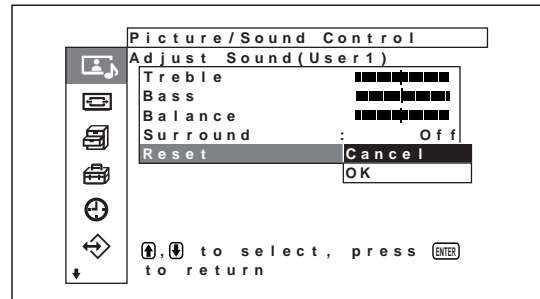 Picture/Sound Control
Adjust Sound(User1)
Treble
Bass
Balance
Surround : Off
Reset Cancel
OK
, to select, press ENTER
to return